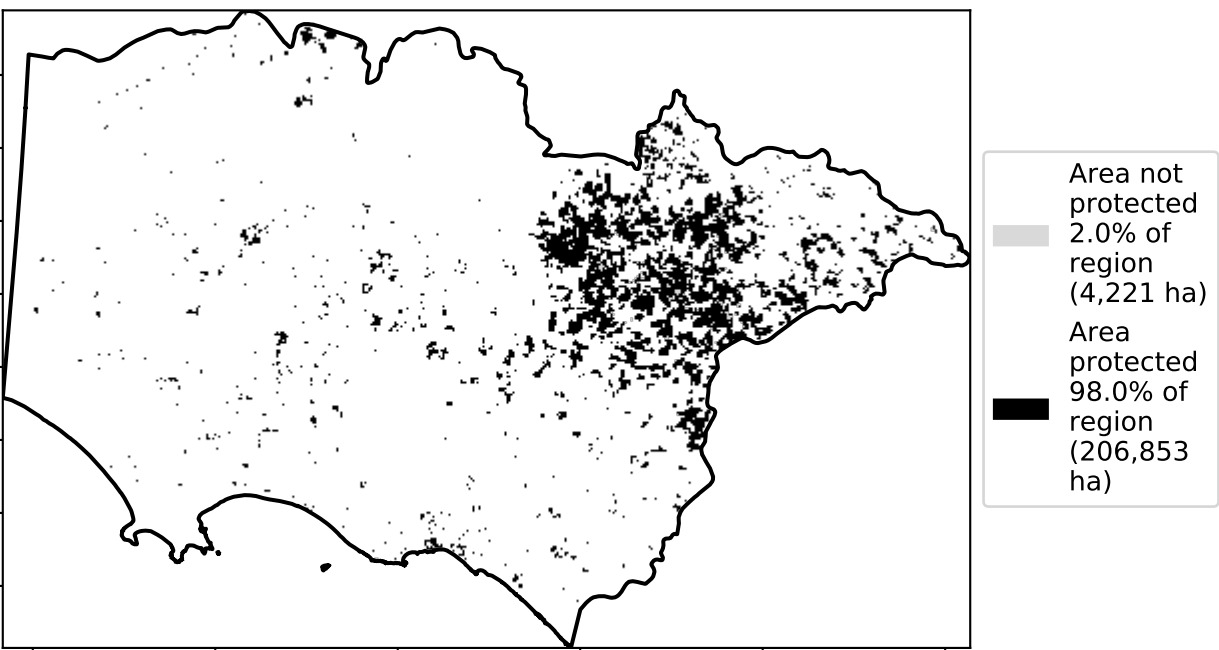 Area not
protected
2.0% of
region
(4,221 ha)
Area
protected
98.0% of
region
(206,853
ha)